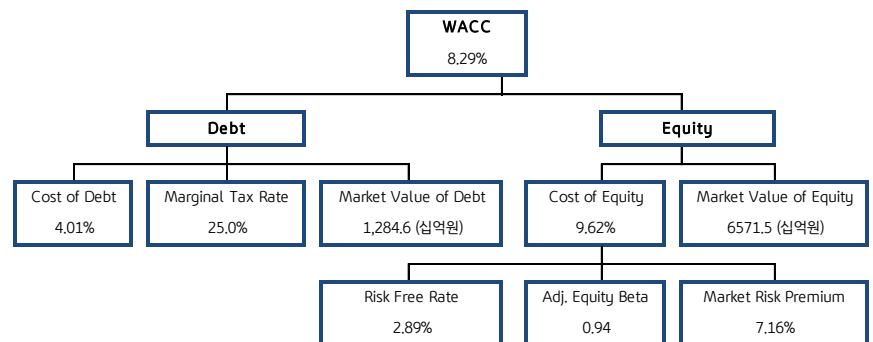 WACC
8.29%
Debt
Equity
Cost of Debt
4.01%
Marginal Tax Rate
25.0%
Market Value of Debt
1,284.6 (십억원)
Cost of Equity
9.62%
Market Value of Equity
6571.5 (십억원)
Risk Free Rate
2.89%
Adj. Equity Beta
0.94
Market Risk Premium
7.16%